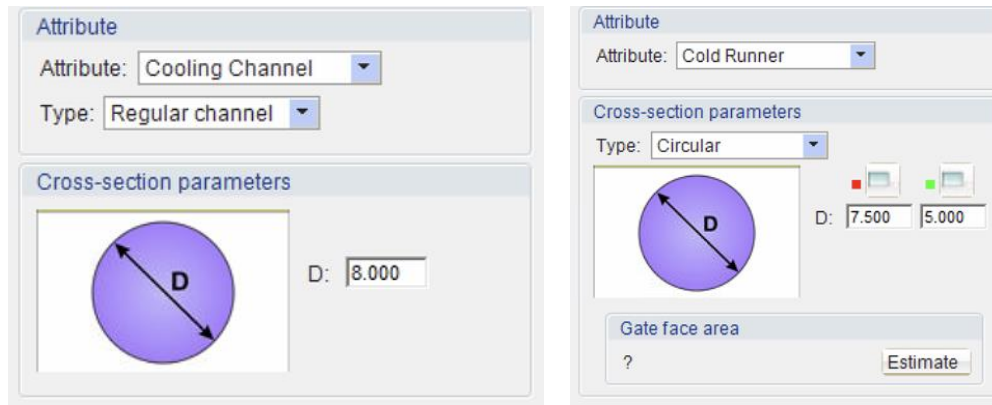 Attribute
Attribute: Cooling Channel
Type: Regular channel
Cross-section parameters
D
D: 8.000
Attribute
Attribute: Cold Runner
Cross-section parameters
Type: Circular
D
D: 7.500 5.000
Gate face area
? Estimate